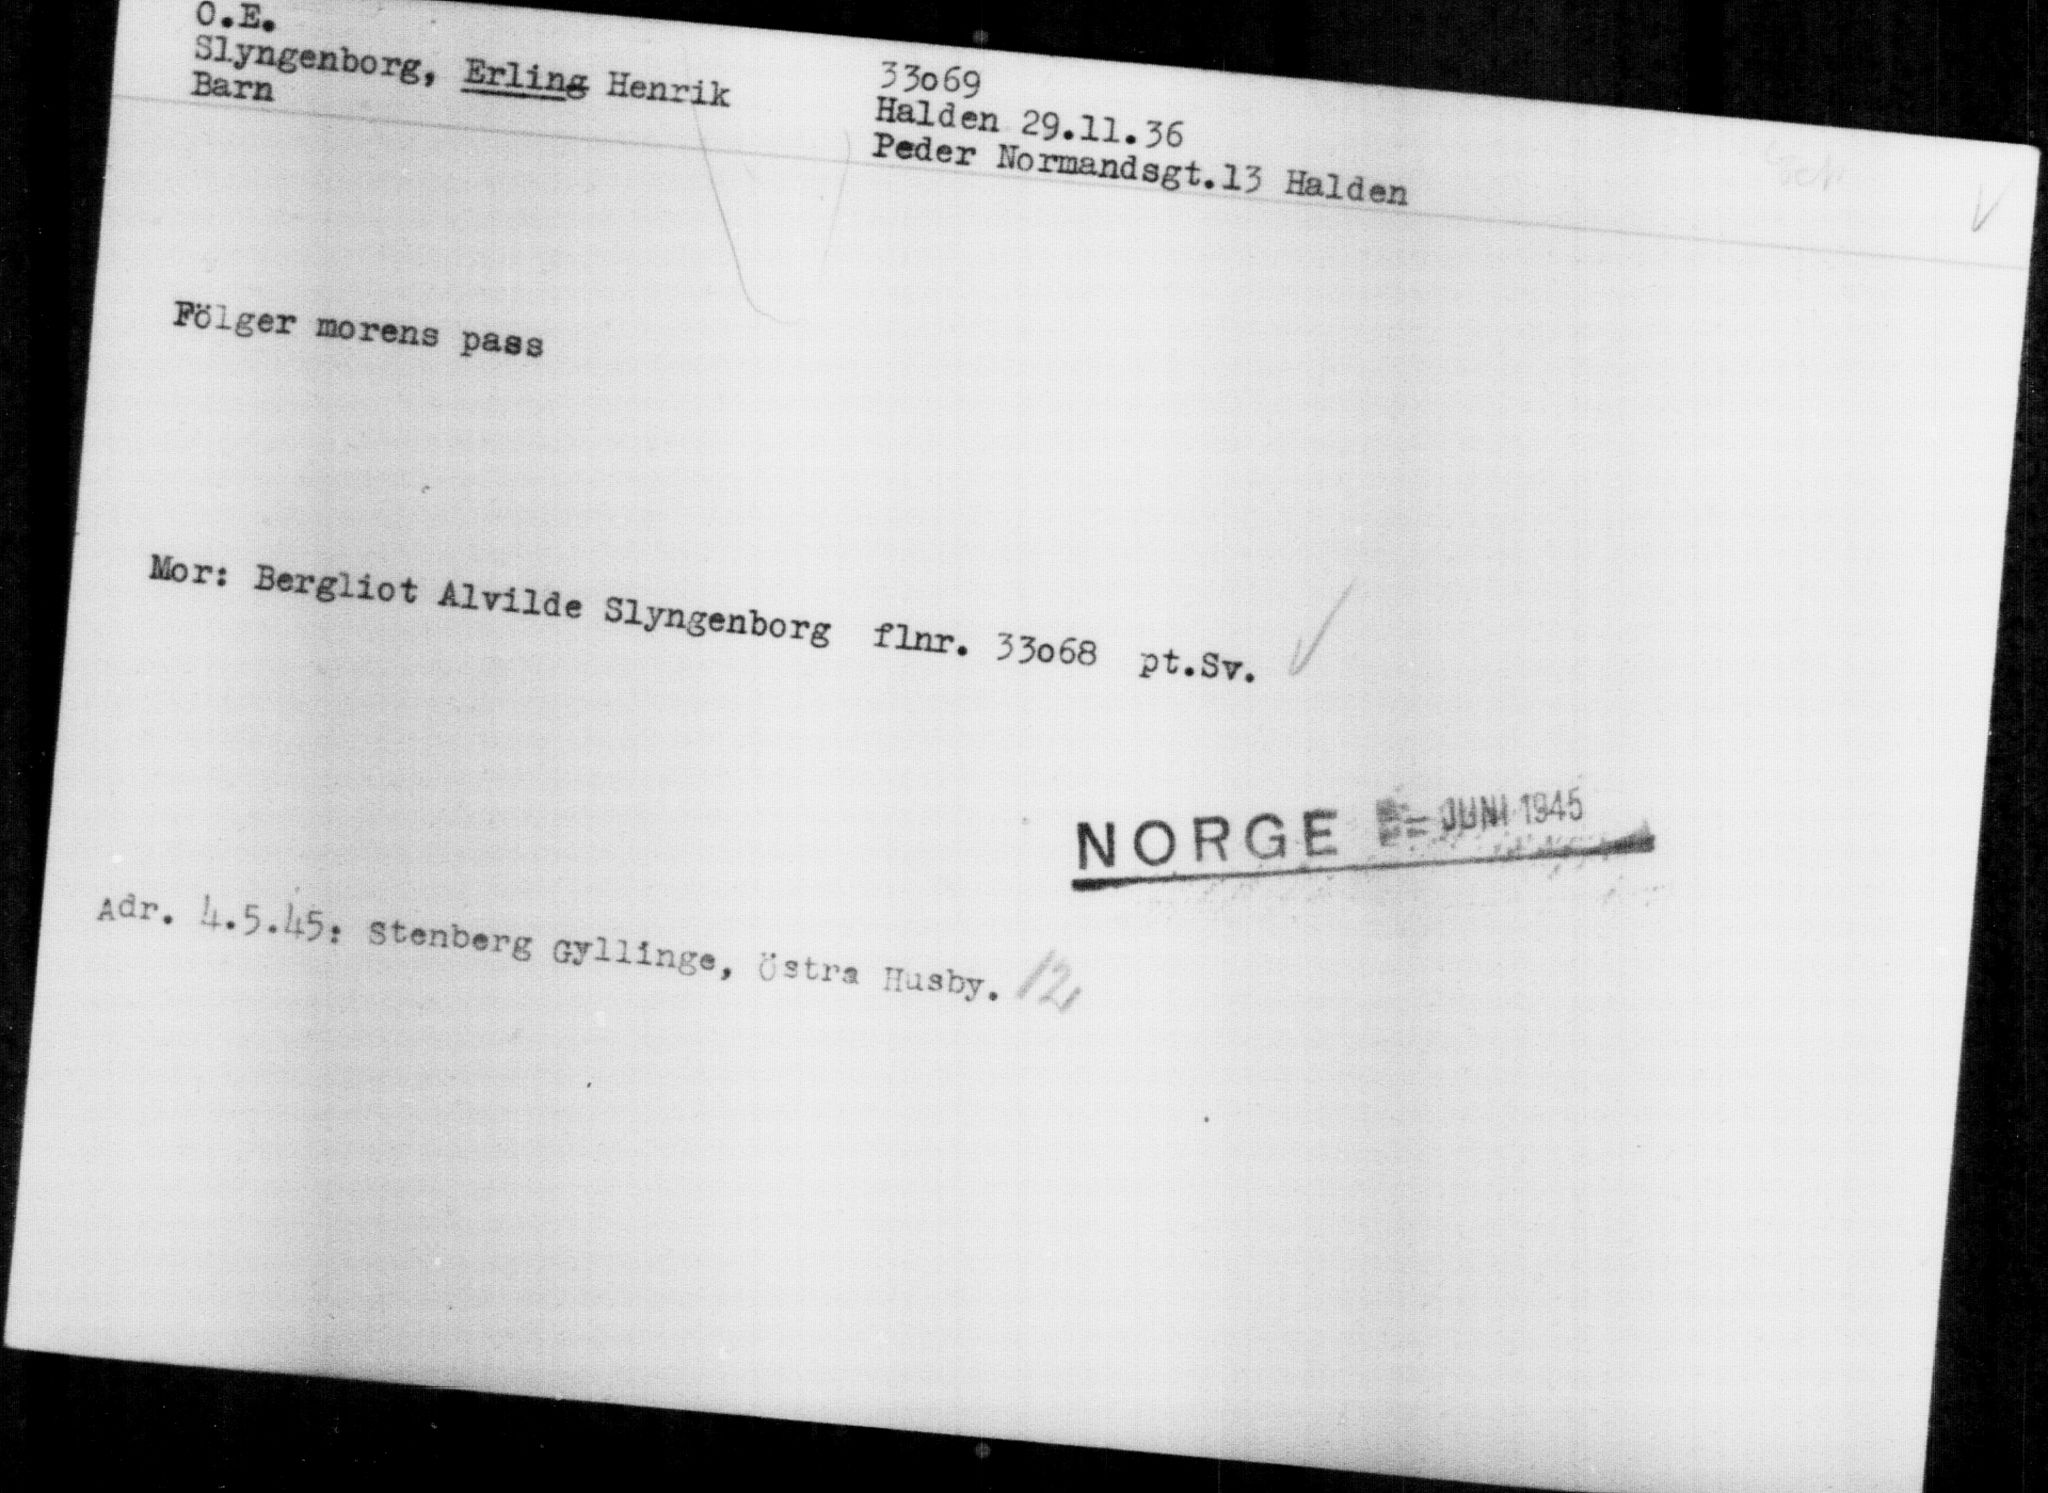 O.E.
Slyngenborg, Erling Henrik
Barn
33o69
Halden 29.11.36
Peder Normandsgt.13 Halden
Fölger morens pass
Mor: Bergliot Alvilde Slyngenborg flnr. 33o68 pt.Sv.
NORGE JUNI 1945
Adr. 4.5.45: Stenberg Gyllinge, Östra Husby. 12